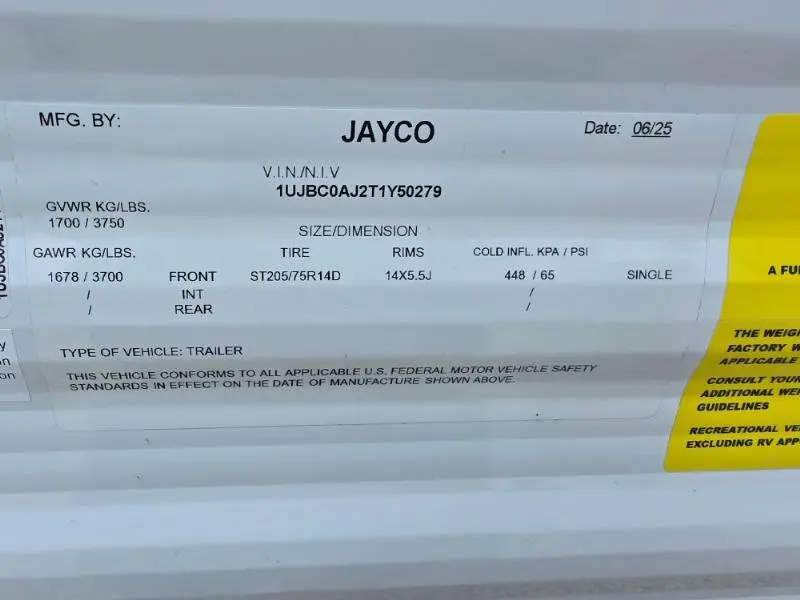 MFG. BY:
JAYCO
Date: 06/25
V.I.N./N.I.V
1UJBC0AJ2T1Y50279
GVWR KG/LBS.
1700 / 3750
SIZE/DIMENSION
GAWR KG/LBS. TIRE RIMS COLD INFL. KPA / PSI
1678 / 3700 FRONT ST205/75R14D 14X5.5J 448 / 65 SINGLE
/ INT /
/ REAR /
TYPE OF VEHICLE: TRAILER
THIS VEHICLE CONFORMS TO ALL APPLICABLE U.S. FEDERAL MOTOR VEHICLE SAFETY
STANDARDS IN EFFECT ON THE DATE OF MANUFACTURE SHOWN ABOVE.
A FU
THE WEIG
FACTORY W
APPLICABLE
CONSULT YOUR
ADDITIONAL WEI
GUIDELINES
RECREATIONAL VE
EXCLUDING RV APP
y
on
on